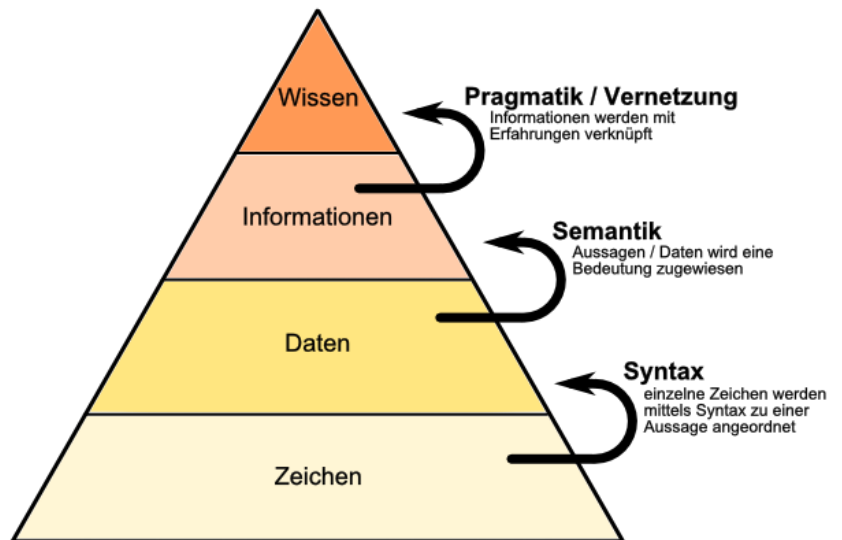 Wissen
Pragmatik / Vernetzung
Informationen werden mit
Erfahrungen verknüpft
Informationen
Semantik
Aussagen / Daten wird eine
Bedeutung zugewiesen
Daten
Syntax
einzelne Zeichen werden
mittels Syntax zu einer
Aussage angeordnet
Zeichen